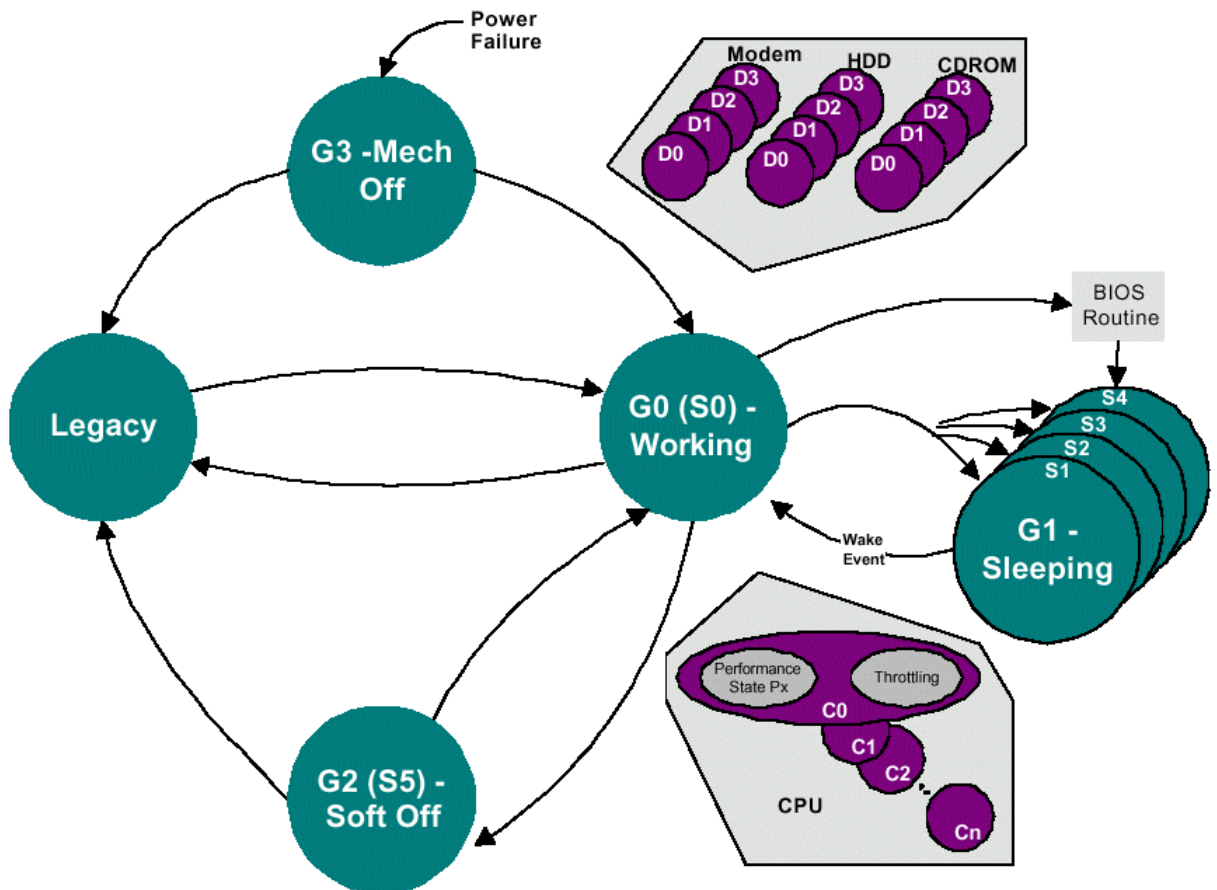 Power
Failure
Modem
HDD
CDROM
D3
D2
D1
D0
D3
D2
D1
D0
D3
D2
D1
D0
G3 -Mech
Off
BIOS
Routine
Legacy
G0 (S0) -
Working
S4
S3
S2
S1
G1 -
Sleeping
Wake
Event
Performance
State Px
Throttling
C0
C1
C2
CPU
Cn
G2 (S5) -
Soft Off